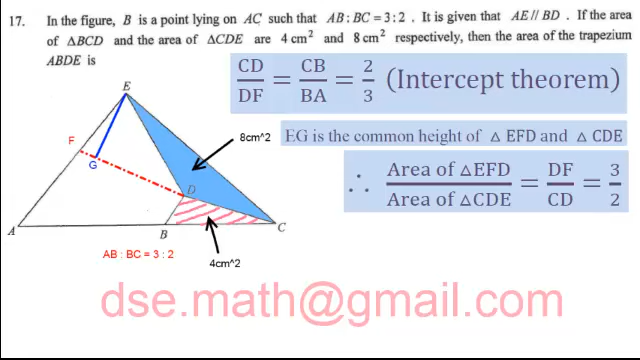 17. In the figure, B is a point lying on AC such that AB : BC = 3 : 2 . It is given that AE // BD . If the area
of ΔBCD and the area of ΔCDE are 4 cm² and 8 cm² respectively, then the area of the trapezium
ABDE is
CD/DF = CB/BA = 2/3 (Intercept theorem)
E
8cm^2
EG is the common height of △ EFD and △ CDE
F
G
D
∴ Area of △EFD/Area of △CDE = DF/CD = 3/2
A
B
C
AB : BC = 3 : 2
4cm^2
dse.math@gmail.com